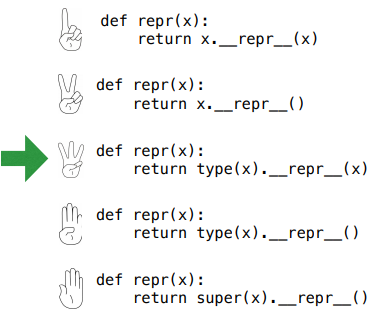 def repr(x):
return x.__repr__(x)
def repr(x):
return x.__repr__()
def repr(x):
return type(x).__repr__(x)
def repr(x):
return type(x).__repr__()
def repr(x):
return super(x).__repr__()